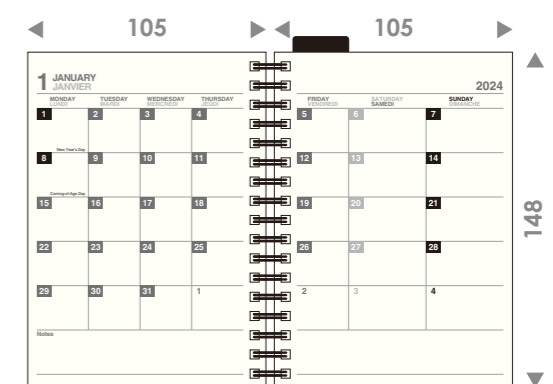 105 105
1 JANUARY
JANVIER
2024
MONDAY TUESDAY WEDNESDAY THURSDAY FRIDAY SATURDAY SUNDAY
LUNDI MARDI MERCREDI JEUDI VENDREDI SAMEDI DIMANCHE
1 2 3 4 5 6 7
New Year's Day
8 9 10 11 12 13 14
Coming-of-Age Day
15 16 17 18 19 20 21
22 23 24 25 26 27 28
29 30 31 1 2 3 4
Notes
148